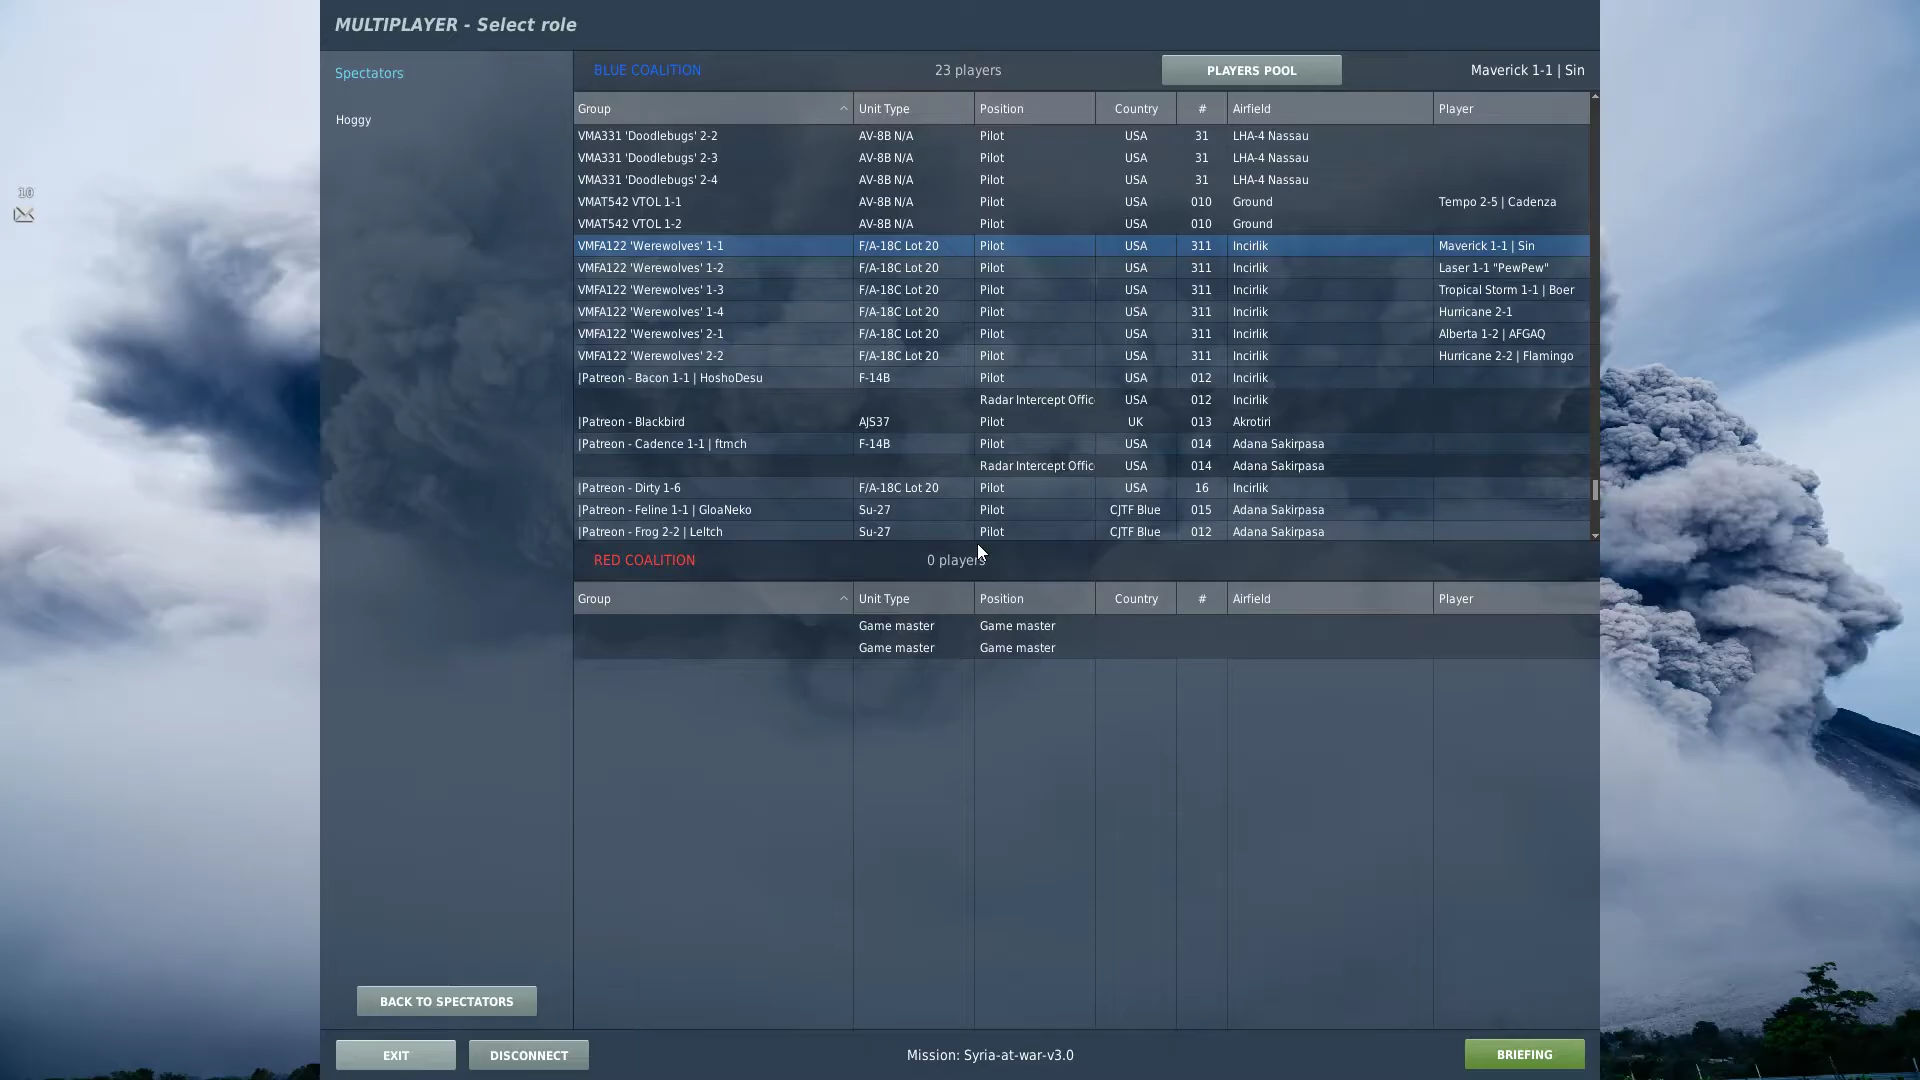 MULTIPLAYER - Select role
Spectators
Hoggy
BLUE COALITION 23 players PLAYERS POOL Maverick 1-1 | Sin
Group Unit Type Position Country # Airfield Player
VMA331 'Doodlebugs' 2-2 AV-8B N/A Pilot USA 31 LHA-4 Nassau
VMA331 'Doodlebugs' 2-3 AV-8B N/A Pilot USA 31 LHA-4 Nassau
VMA331 'Doodlebugs' 2-4 AV-8B N/A Pilot USA 31 LHA-4 Nassau
VMAT542 VTOL 1-1 AV-8B N/A Pilot USA 010 Ground Tempo 2-5 | Cadenza
VMAT542 VTOL 1-2 AV-8B N/A Pilot USA 010 Ground
VMFA122 'Werewolves' 1-1 F/A-18C Lot 20 Pilot USA 311 Incirlik Maverick 1-1 | Sin
VMFA122 'Werewolves' 1-2 F/A-18C Lot 20 Pilot USA 311 Incirlik Laser 1-1 "PewPew"
VMFA122 'Werewolves' 1-3 F/A-18C Lot 20 Pilot USA 311 Incirlik Tropical Storm 1-1 | Boer
VMFA122 'Werewolves' 1-4 F/A-18C Lot 20 Pilot USA 311 Incirlik Hurricane 2-1
VMFA122 'Werewolves' 2-1 F/A-18C Lot 20 Pilot USA 311 Incirlik Alberta 1-2 | AFGAQ
VMFA122 'Werewolves' 2-2 F/A-18C Lot 20 Pilot USA 311 Incirlik Hurricane 2-2 | Flamingo
|Patreon - Bacon 1-1 | HoshoDesu F-14B Pilot USA 012 Incirlik
Radar Intercept Offic USA 012 Incirlik
|Patreon - Blackbird AJS37 Pilot UK 013 Akrotiri
|Patreon - Cadence 1-1 | ftmch F-14B Pilot USA 014 Adana Sakirpasa
Radar Intercept Offic USA 014 Adana Sakirpasa
|Patreon - Dirty 1-6 F/A-18C Lot 20 Pilot USA 16 Incirlik
|Patreon - Feline 1-1 | GloaNeko Su-27 Pilot CJTF Blue 015 Adana Sakirpasa
|Patreon - Frog 2-2 | Leltch Su-27 Pilot CJTF Blue 012 Adana Sakirpasa
RED COALITION 0 players
Group Unit Type Position Country # Airfield Player
Game master Game master
Game master Game master
10
BACK TO SPECTATORS
EXIT DISCONNECT Mission: Syria-at-war-v3.0 BRIEFING